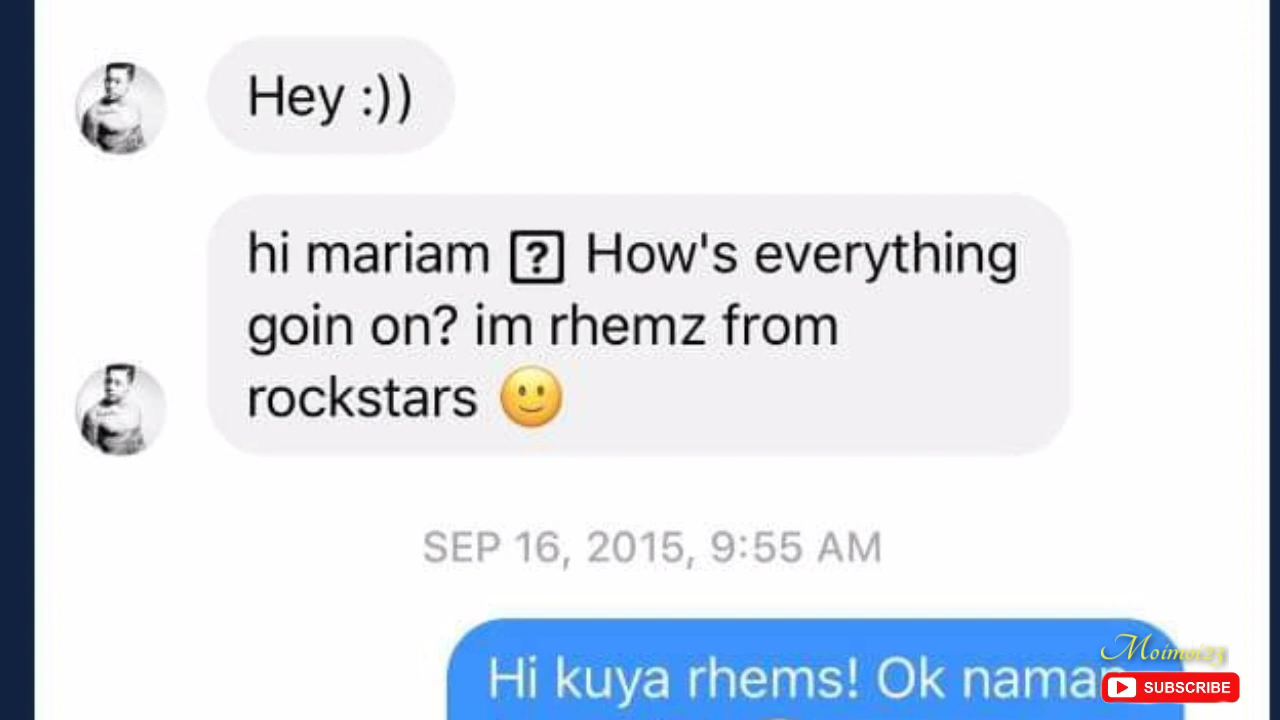 Hey :))
hi mariam ? How's everything
goin on? im rhemz from
rockstars 🙂
SEP 16, 2015, 9:55 AM
Hi kuya rhems! Ok naman
Moimoi23
SUBSCRIBE